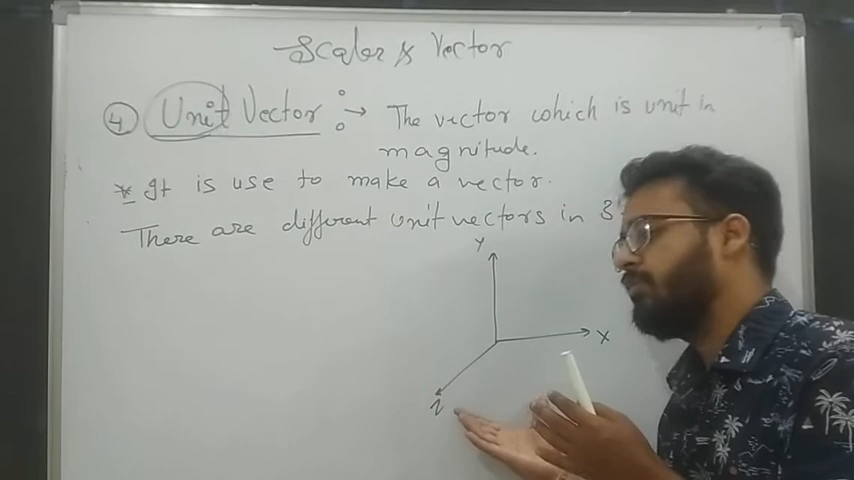 Scaler & Vector
4 Unit Vector :→ The vector which is unit in
magnitude.
* It is use to make a vector.
There are different unit vectors in 3
Y
X
Z